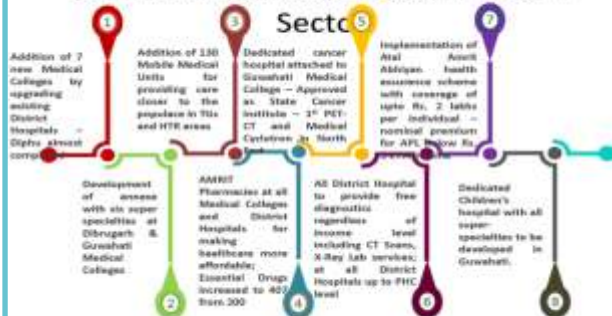 Sector
1
3
5
7
Addition of 7
new Medical
Colleges by
upgrading
existing
District
Hospitals –
Diphu almost
Addition of 130
Mobile Medical
Units for
providing care
closer to the
populace in TGs
and HTR areas
Dedicated cancer
hospital attached to
Guwahati Medical
College – Approved
as State Cancer
Institute – 1st PET-
CT and Medical
Cyclotron in North
Implementation of
Atal Amrit
Abhiyan health
assurance scheme
with coverage of
upto Rs. 2 lakhs
per individual –
nominal premium
for APL below Rs.
Development
of annexe
with six super
specialties at
Dibrugarh &
Guwahati
Medical
Colleges
AMRIT
Pharmacies at all
Medical Colleges
and District
Hospitals for
making
healthcare more
affordable;
Essential Drugs
increased to
from 200
All District Hospital
to provide free
diagnostics
regardless of
income level
including CT Scans,
X-Ray Lab services;
at all District
Hospitals up to PHC
level
Dedicated
Children's
hospital with all
super-
specialties to be
developed in
Guwahati.
2
4
6
8